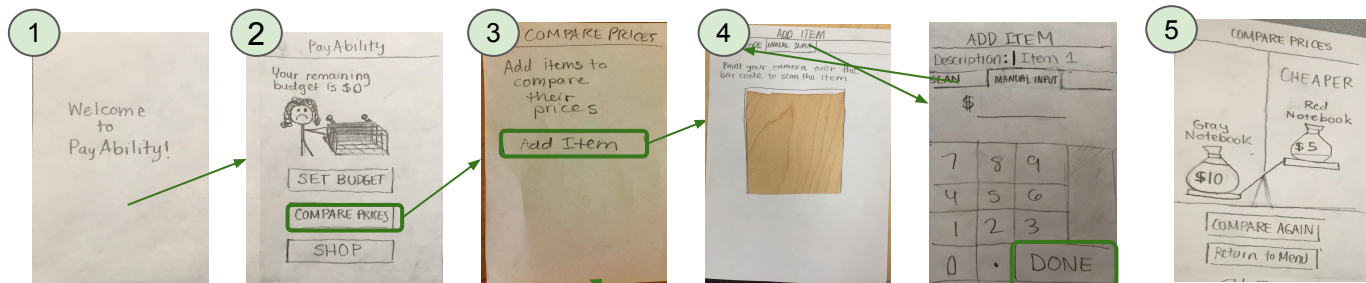 1
Welcome
to
PayAbility!
2
PayAbility
Your remaining
budget is $0
SET BUDGET
COMPARE PRICES
SHOP
3
COMPARE PRICES
Add items to
compare
their
prices
Add Item
4
ADD ITEM
MANUAL INPUT
Point your camera over the
bar code to scan the item
ADD ITEM
Description: Item 1
SCAN
MANUAL INPUT
$
7 8 9
4 5 6
1 2 3
0 . DONE
5
COMPARE PRICES
CHEAPER
Red
Notebook
$5
Gray
Notebook
$10
COMPARE AGAIN
Return to Menu